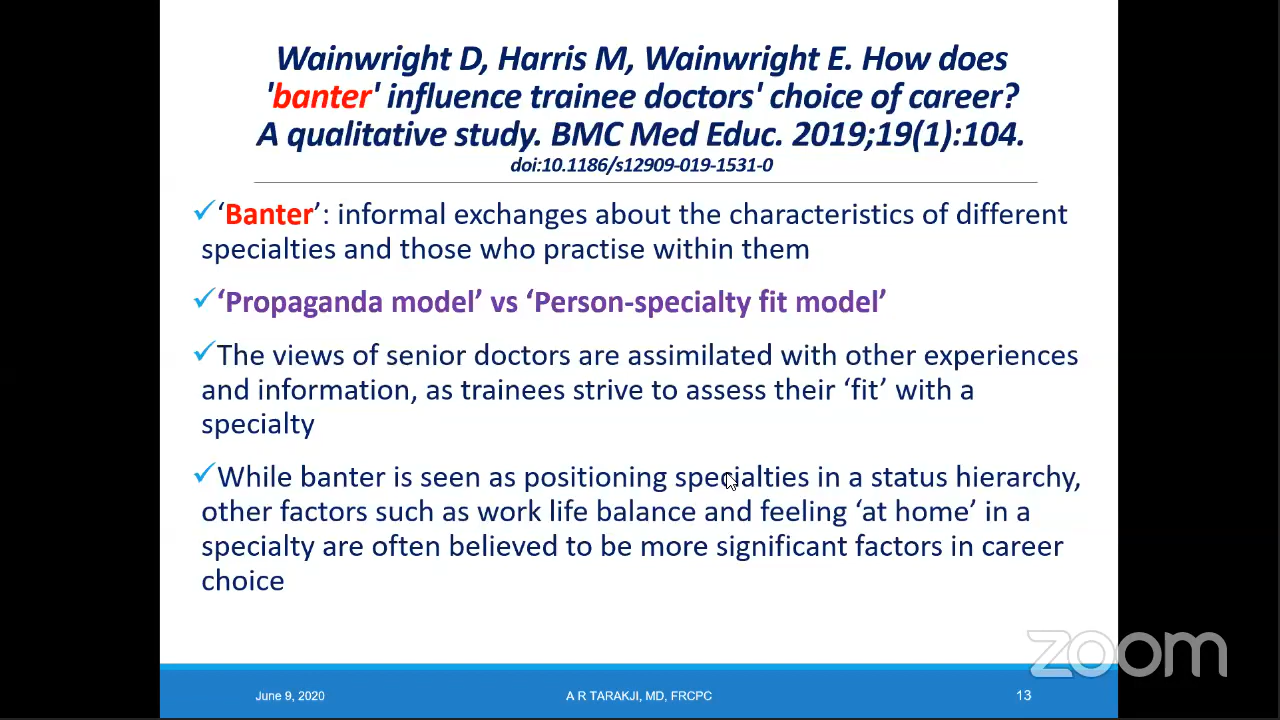 Wainwright D, Harris M, Wainwright E. How does
'banter' influence trainee doctors' choice of career?
A qualitative study. BMC Med Educ. 2019;19(1):104.
doi:10.1186/s12909-019-1531-0
✓‘Banter’: informal exchanges about the characteristics of different
specialties and those who practise within them
✓‘Propaganda model’ vs ‘Person-specialty fit model’
✓The views of senior doctors are assimilated with other experiences
and information, as trainees strive to assess their ‘fit’ with a
specialty
✓While banter is seen as positioning specialties in a status hierarchy,
other factors such as work life balance and feeling ‘at home’ in a
specialty are often believed to be more significant factors in career
choice
zoom
June 9, 2020
A R TARAKJI, MD, FRCPC
13